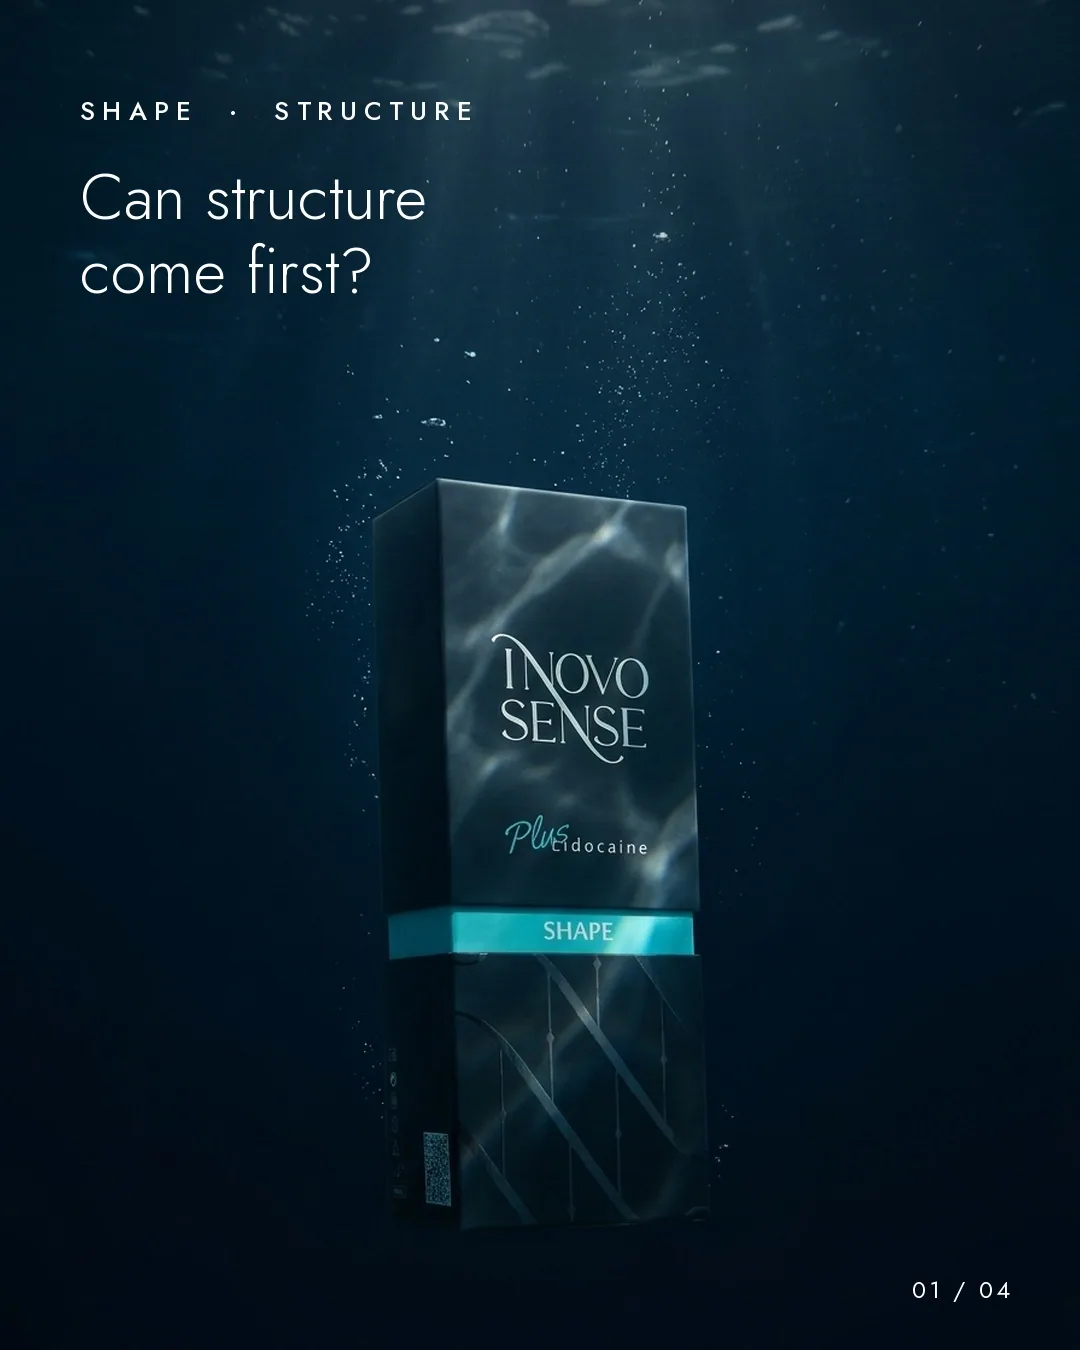 SHAPE · STRUCTURE
Can structure
come first?
INOVO
SENSE
Plus Lidocaine
SHAPE
01 / 04